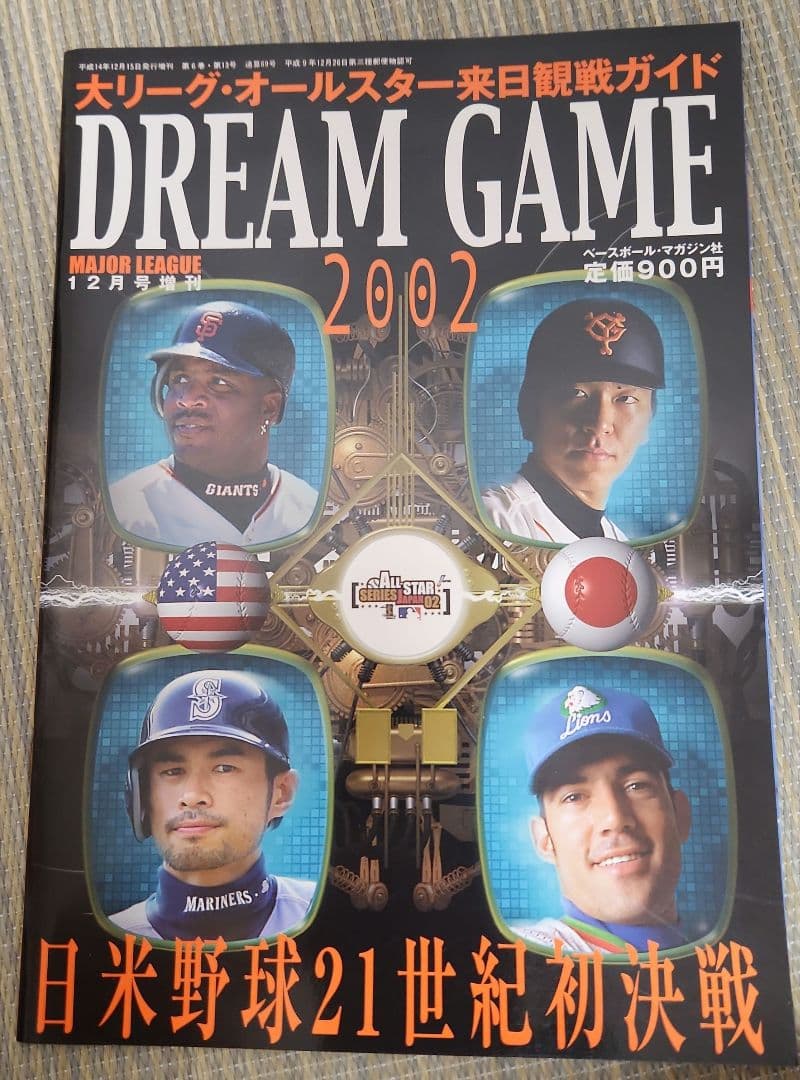 平成14年12月15日発行増刊 第6巻・第13号 通算69号 平成9年12月26日第三種郵便物認可
大リーグ・オールスター来日観戦ガイド
DREAM GAME
MAJOR LEAGUE
12月号増刊
2002
ベースボール・マガジン社
定価900円
SF
YG
GIANTS
ALL-STAR
SERIES JAPAN 02
S
Lions
MARINERS
日米野球21世紀初決戦